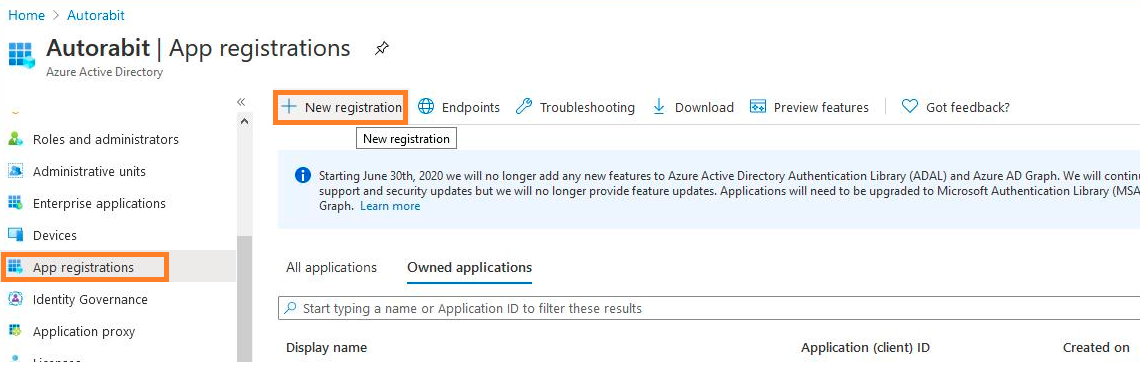 Home > Autorabit
Autorabit | App registrations
Azure Active Directory
«
Roles and administrators
Administrative units
Enterprise applications
Devices
App registrations
Identity Governance
Application proxy
Licenses
New registration
Endpoints
Troubleshooting
Download
Preview features
Got feedback?
New registration
Starting June 30th, 2020 we will no longer add any new features to Azure Active Directory Authentication Library (ADAL) and Azure AD Graph. We will contin
support and security updates but we will no longer provide feature updates. Applications will need to be upgraded to Microsoft Authentication Library (MSA
Graph. Learn more
All applications
Owned applications
Start typing a name or Application ID to filter these results
Display name
Application (client) ID
Created on